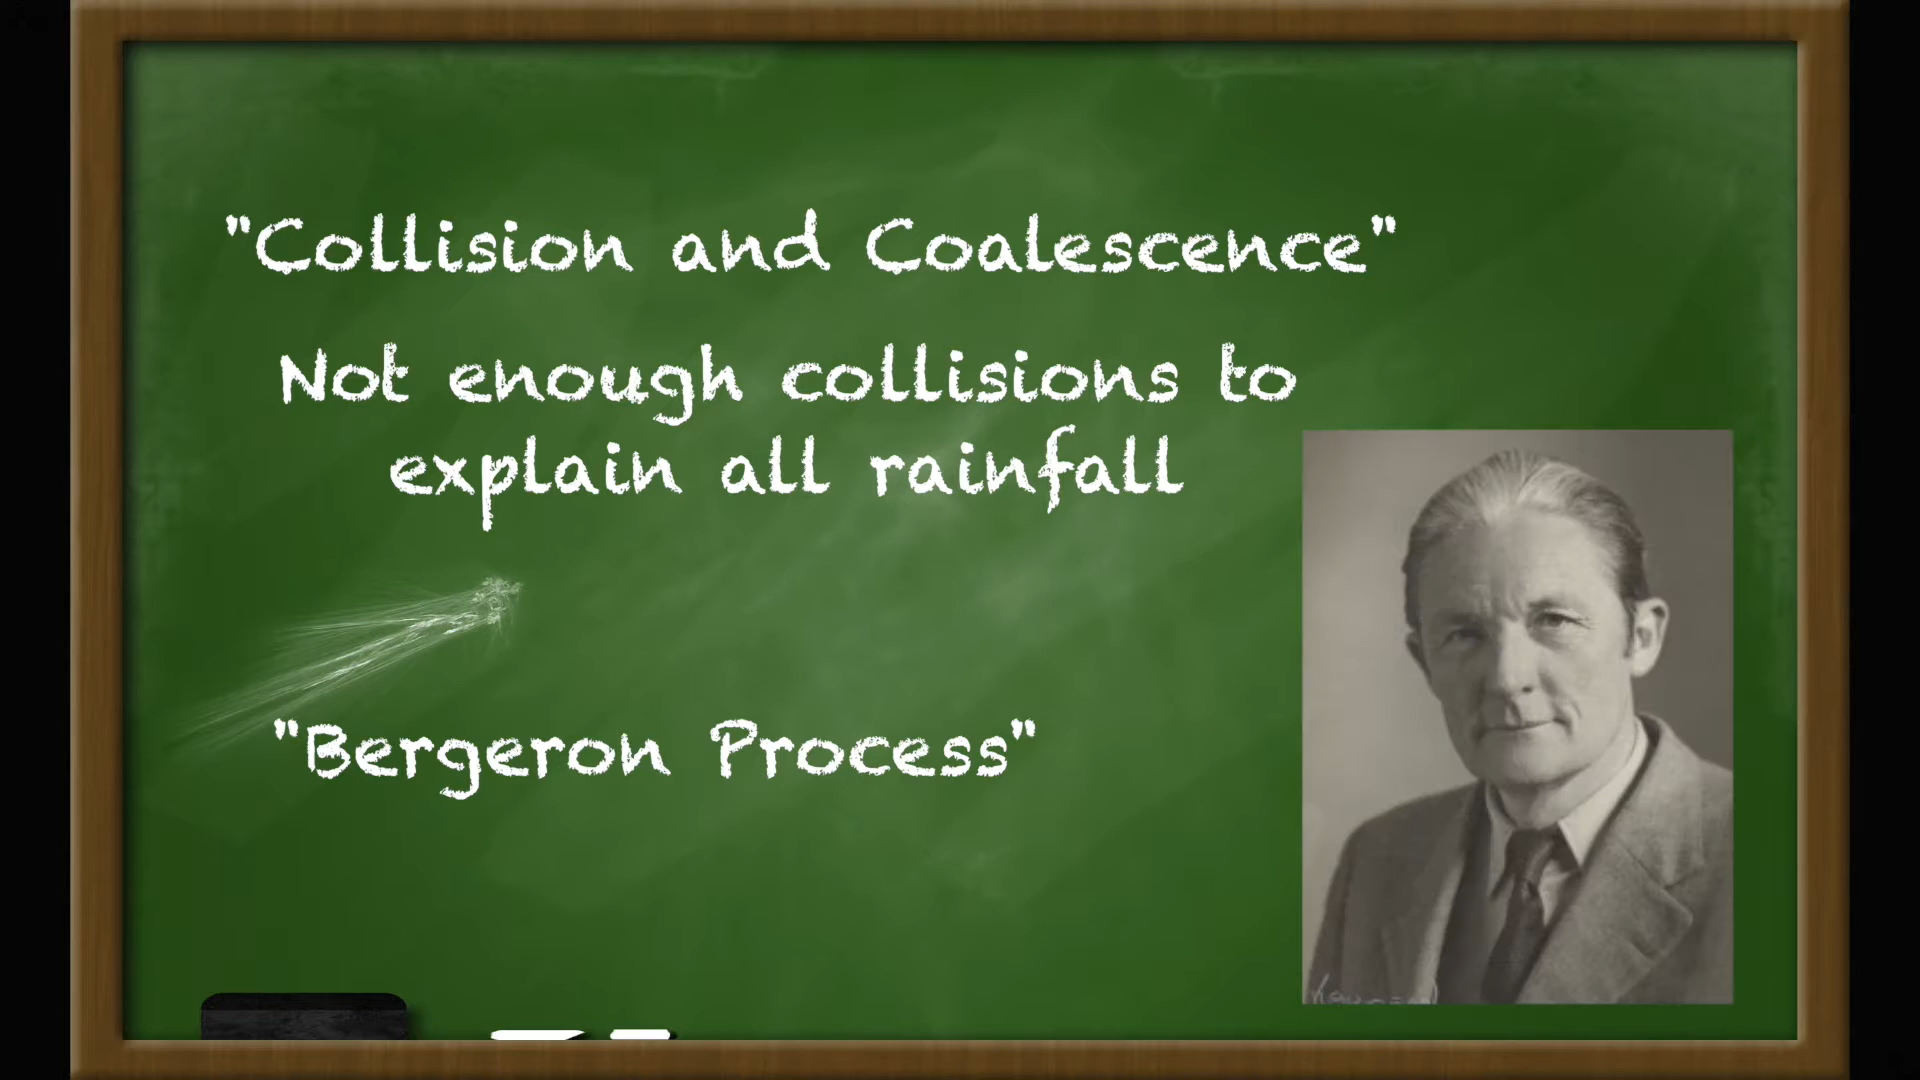 "Collision and Coalescence"
Not enough collisions to
explain all rainfall
"Bergeron Process"